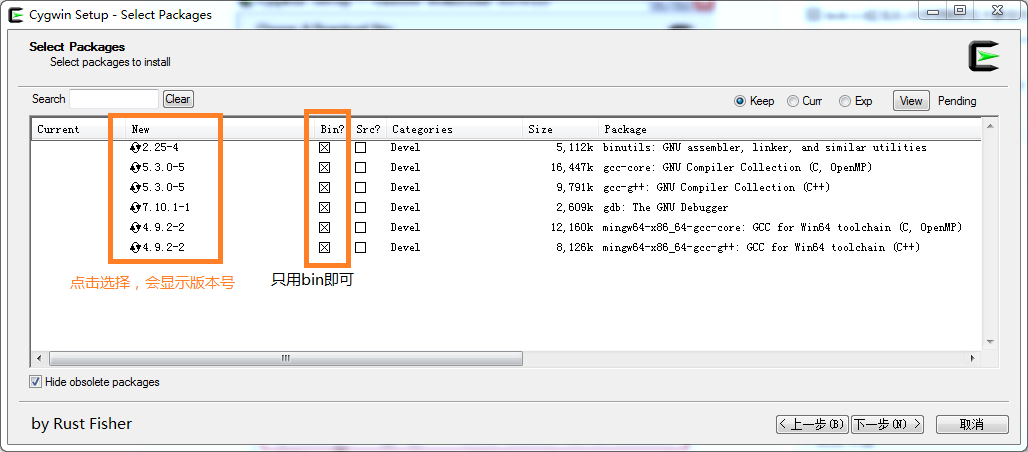 Cygwin Setup - Select Packages
Select Packages
Select packages to install
Search Clear Keep Curr Exp View Pending
Current New Bin? Src? Categories Size Package
2.25-4 Devel 5,112k binutils: GNU assembler, linker, and similar utilities
5.3.0-5 Devel 16,447k gcc-core: GNU Compiler Collection (C, OpenMP)
5.3.0-5 Devel 9,791k gcc-g++: GNU Compiler Collection (C++)
7.10.1-1 Devel 2,609k gdb: The GNU Debugger
4.9.2-2 Devel 12,160k mingw64-x86_64-gcc-core: GCC for Win64 toolchain (C, OpenMP)
4.9.2-2 Devel 8,126k mingw64-x86_64-gcc-g++: GCC for Win64 toolchain (C++)
点击选择，会显示版本号 只用bin即可
Hide obsolete packages
by Rust Fisher < 上一步(B) 下一步(N) > 取消